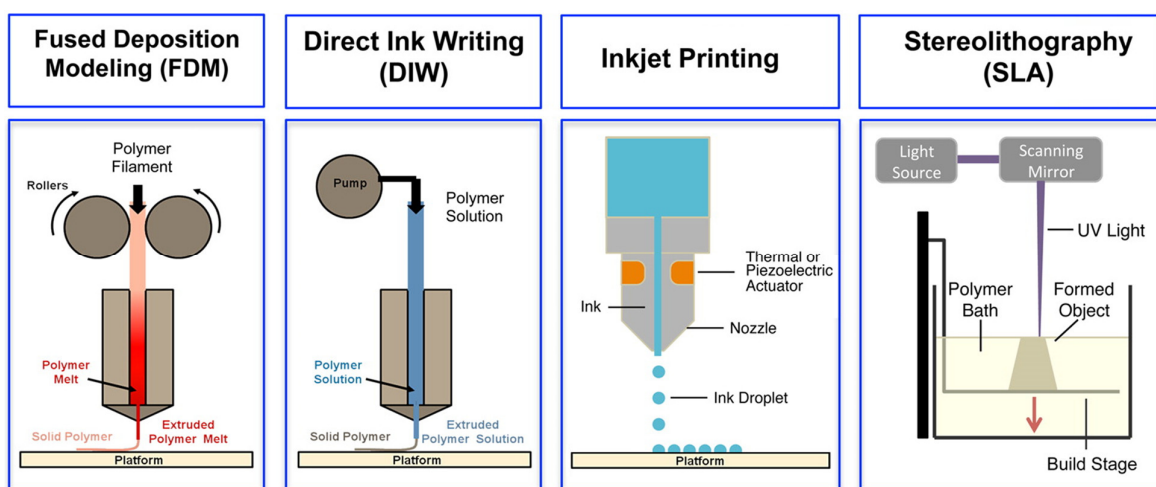 Fused Deposition
Modeling (FDM)
Direct Ink Writing
(DIW)
Inkjet Printing
Stereolithography
(SLA)
Polymer
Filament
Rollers
Polymer
Melt
Solid Polymer
Extruded
Polymer Melt
Platform
Pump
Polymer
Solution
Polymer
Solution
Solid Polymer
Extruded
Polymer Solution
Platform
Thermal or
Piezoelectric
Actuator
Ink
Nozzle
Ink Droplet
Platform
Light
Source
Scanning
Mirror
UV Light
Polymer
Bath
Formed
Object
Build Stage